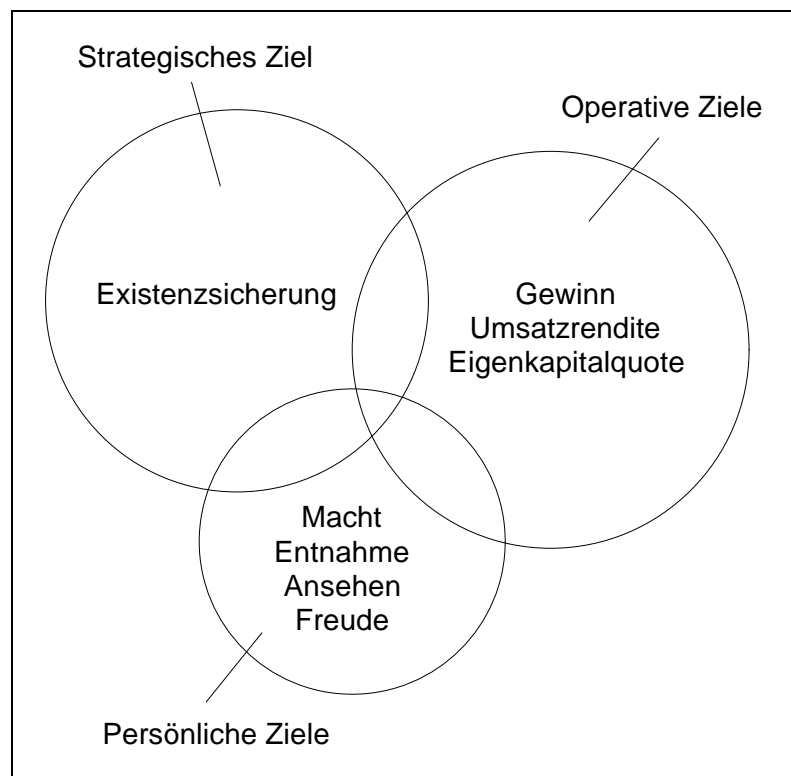 Strategisches Ziel
Operative Ziele
Existenzsicherung
Gewinn
Umsatzrendite
Eigenkapitalquote
Macht
Entnahme
Ansehen
Freude
Persönliche Ziele